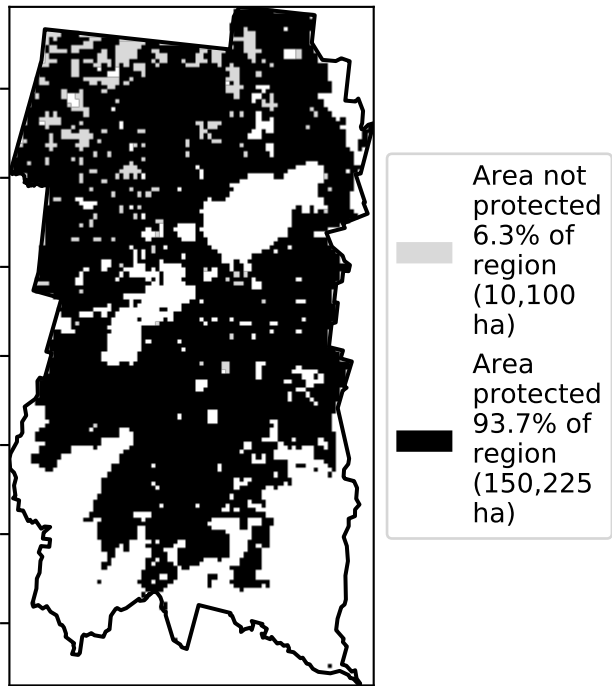 Area not
protected
6.3% of
region
(10,100
ha)
Area
protected
93.7% of
region
(150,225
ha)